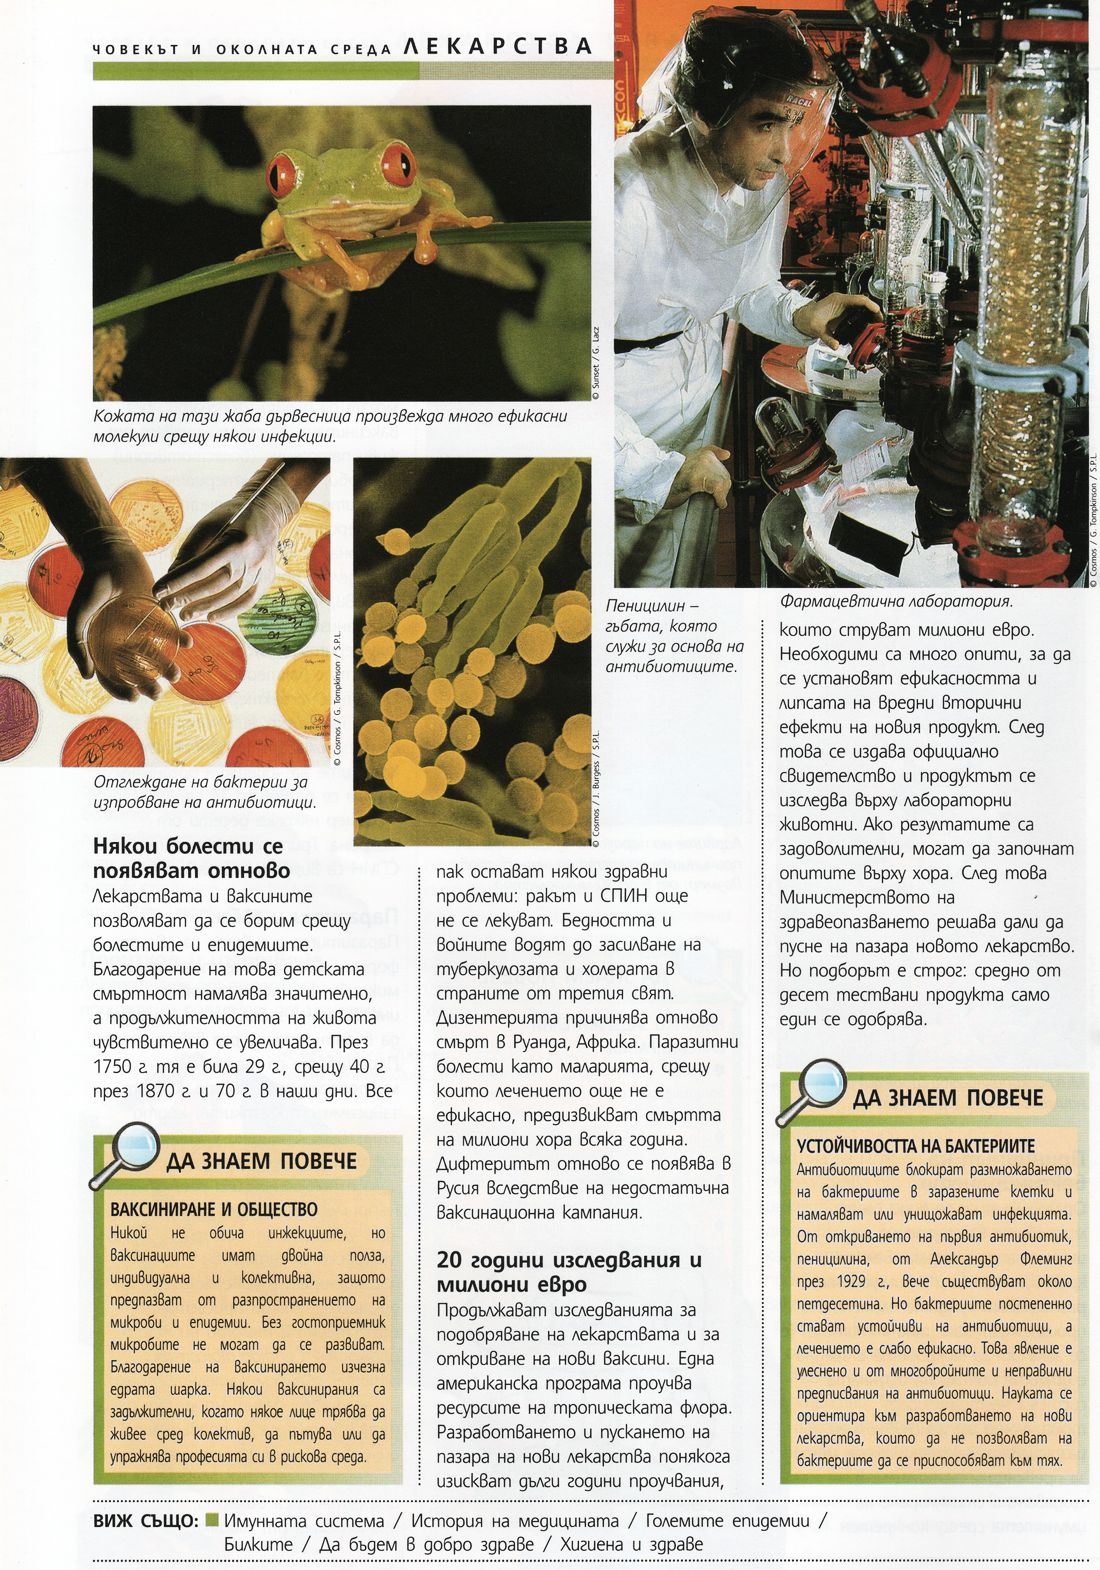 ЧОВЕКЪТ И ОКОЛНАТА СРЕДА ЛЕКАРСТВА
© Sunset / G. Lacz
Кожата на тази жаба дървесница произвежда много ефикасни
молекули срещу някои инфекции.
© Cosmos / G. Tompkinson / S.P.L.
© Cosmos / J. Burgess / S.P.L.
© Cosmos / G. Tompkinson / S.P.L.
RACAL
Отглеждане на бактерии за
изпробване на антибиотици.
Пеницилин –
гъбата, която
служи за основа на
антибиотиците.
Фармацевтична лаборатория.
Някои болести се
появяват отново
Лекарствата и ваксините
позволяват да се борим срещу
болестите и епидемиите.
Благодарение на това детската
смъртност намалява значително,
а продължителността на живота
чувствително се увеличава. През
1750 г. тя е била 29 г., срещу 40 г.
през 1870 г. и 70 г. в наши дни. Все
ДА ЗНАЕМ ПОВЕЧЕ
ВАКСИНИРАНЕ И ОБЩЕСТВО
Никой не обича инжекциите, но
ваксинациите имат двойна полза,
индивидуална и колективна, защото
предпазват от разпространението на
микроби и епидемии. Без гостоприемник
микробите не могат да се развиват.
Благодарение на ваксинирането изчезна
едрата шарка. Някои ваксинирания са
задължителни, когато някое лице трябва да
живее сред колектив, да пътува или да
упражнява професията си в рискова среда.
пак остават някои здравни
проблеми: ракът и СПИН още
не се лекуват. Бедността и
войните водят до засилване на
туберкулозата и холерата в
страните от третия свят.
Дизентерията причинява отново
смърт в Руанда, Африка. Паразитни
болести като маларията, срещу
които лечението още не е
ефикасно, предизвикват смъртта
на милиони хора всяка година.
Дифтеритът отново се появява в
Русия вследствие на недостатъчна
ваксинационна кампания.
20 години изследвания и
милиони евро
Продължават изследванията за
подобряване на лекарствата и за
откриване на нови ваксини. Една
американска програма проучва
ресурсите на тропическата флора.
Разработването и пускането на
пазара на нови лекарства понякога
изискват дълги години проучвания,
които струват милиони евро.
Необходими са много опити, за да
се установят ефикасността и
липсата на вредни вторични
ефекти на новия продукт. След
това се издава официално
свидетелство и продуктът се
изследва върху лабораторни
животни. Ако резултатите са
задоволителни, могат да започнат
опитите върху хора. След това
Министерството на
здравеопазването решава дали да
пусне на пазара новото лекарство.
Но подборът е строг: средно от
десет тествани продукта само
един се одобрява.
ДА ЗНАЕМ ПОВЕЧЕ
УСТОЙЧИВОСТТА НА БАКТЕРИИТЕ
Антибиотиците блокират размножаването
на бактериите в заразените клетки и
намаляват или унищожават инфекцията.
От откриването на първия антибиотик,
пеницилина, от Александър Флеминг
през 1929 г., вече съществуват около
петдесетина. Но бактериите постепенно
стават устойчиви на антибиотици, а
лечението е слабо ефикасно. Това явление е
улеснено и от многобройните и неправилни
предписвания на антибиотици. Науката се
ориентира към разработването на нови
лекарства, които да не позволяват на
бактериите да се приспособяват към тях.
ВИЖ СЪЩО: Имунната система / История на медицината / Големите епидемии /
Билките / Да бъдем в добро здраве / Хигиена и здраве